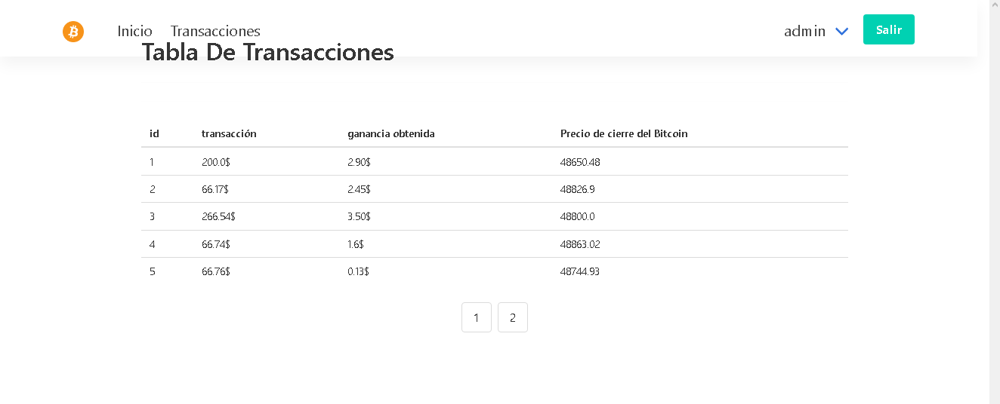 Inicio Transacciones admin Salir
Tabla De Transacciones
id transacción ganancia obtenida Precio de cierre del Bitcoin
1 200.0$ 2.90$ 48650.48
2 66.17$ 2.45$ 48826.9
3 266.54$ 3.50$ 48800.0
4 66.74$ 1.6$ 48863.02
5 66.76$ 0.13$ 48744.93
1 2